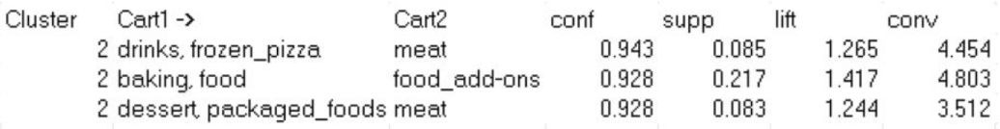 Cluster Cart1 -> Cart2 conf supp lift conv
2 drinks, frozen_pizza meat 0.943 0.085 1.265 4.454
2 baking, food food_add-ons 0.928 0.217 1.417 4.803
2 dessert, packaged_foods meat 0.928 0.083 1.244 3.512